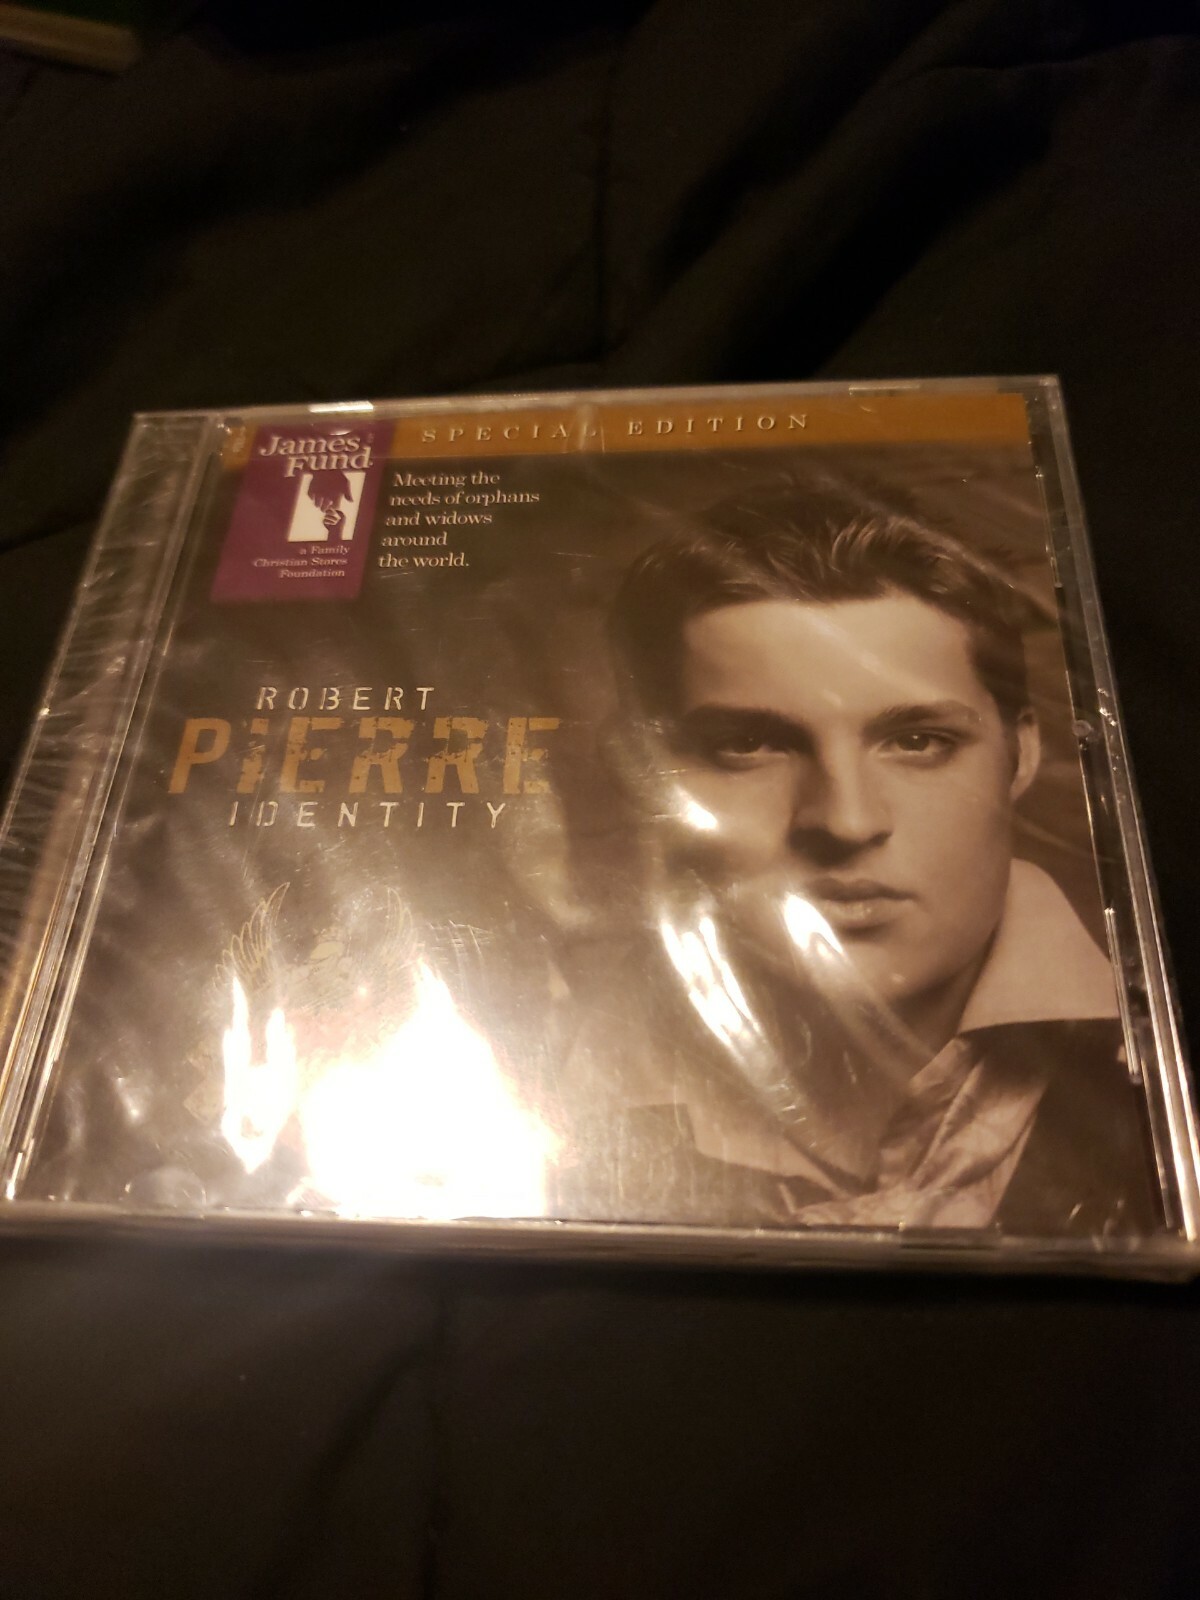 SPECIAL EDITION
James
Fund
a Family
Christian Stores
Foundation
Meeting the
needs of orphans
and widows
around
the world.
ROBERT
PiERRE
IDENTITY